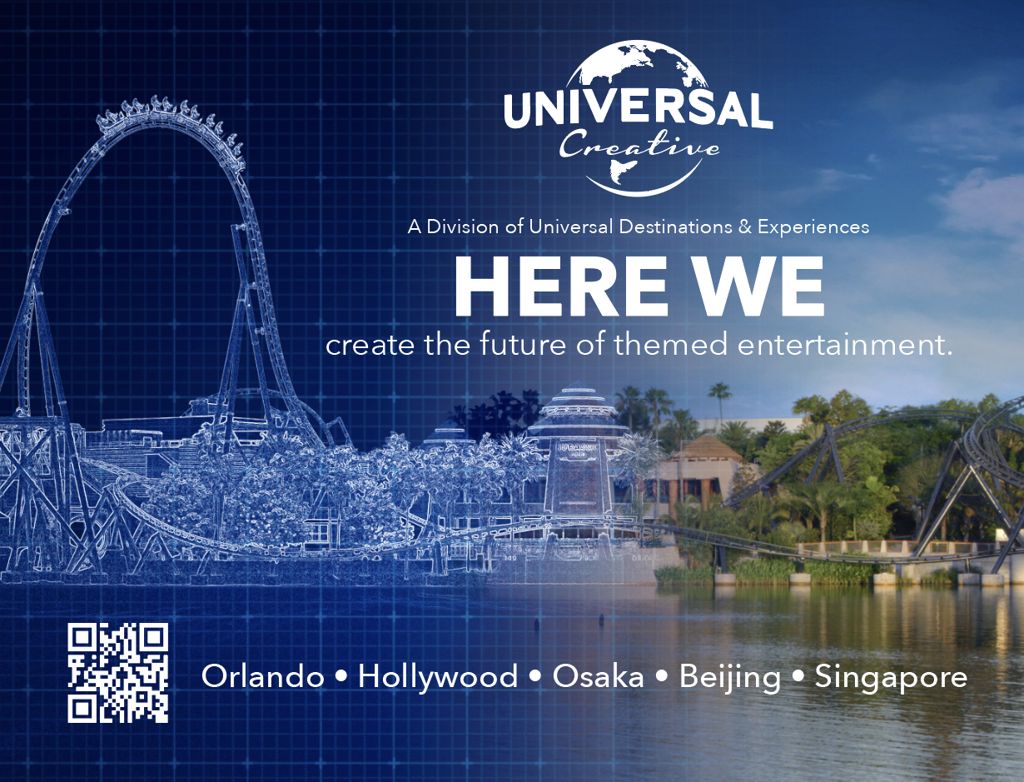 UNIVERSAL
Creative
A Division of Universal Destinations & Experiences
HERE WE
create the future of themed entertainment.
Orlando • Hollywood • Osaka • Beijing • Singapore